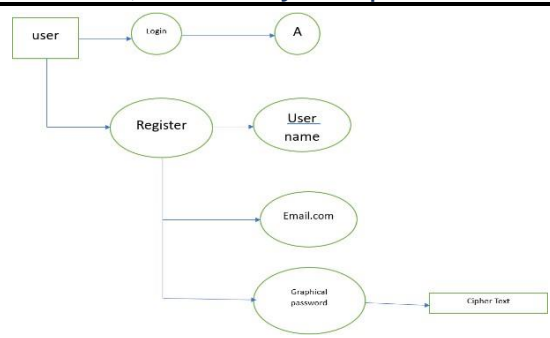 user
Login
A
Register
User
name
Email.com
Graphical
password
Cipher Text